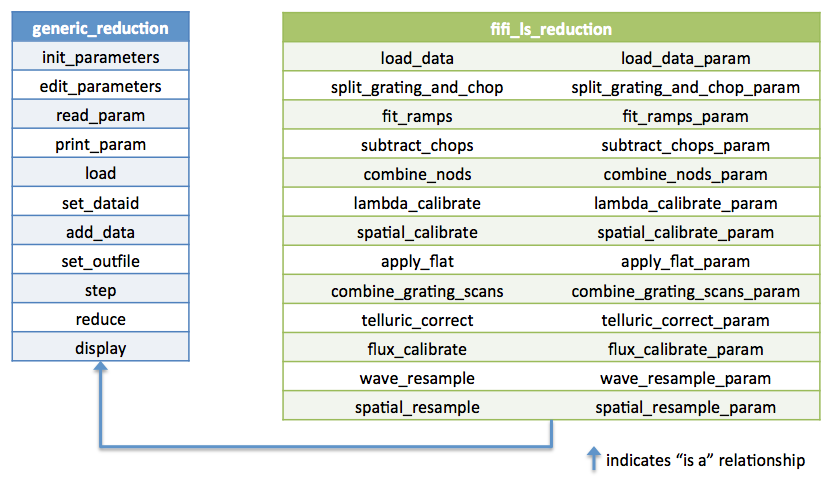 generic_reduction
init_parameters
edit_parameters
read_param
print_param
load
set_dataid
add_data
set_outfile
step
reduce
display
fifi_ls_reduction
load_data load_data_param
split_grating_and_chop split_grating_and_chop_param
fit_ramps fit_ramps_param
subtract_chops subtract_chops_param
combine_nods combine_nods_param
lambda_calibrate lambda_calibrate_param
spatial_calibrate spatial_calibrate_param
apply_flat apply_flat_param
combine_grating_scans combine_grating_scans_param
telluric_correct telluric_correct_param
flux_calibrate flux_calibrate_param
wave_resample wave_resample_param
spatial_resample spatial_resample_param
indicates “is a” relationship